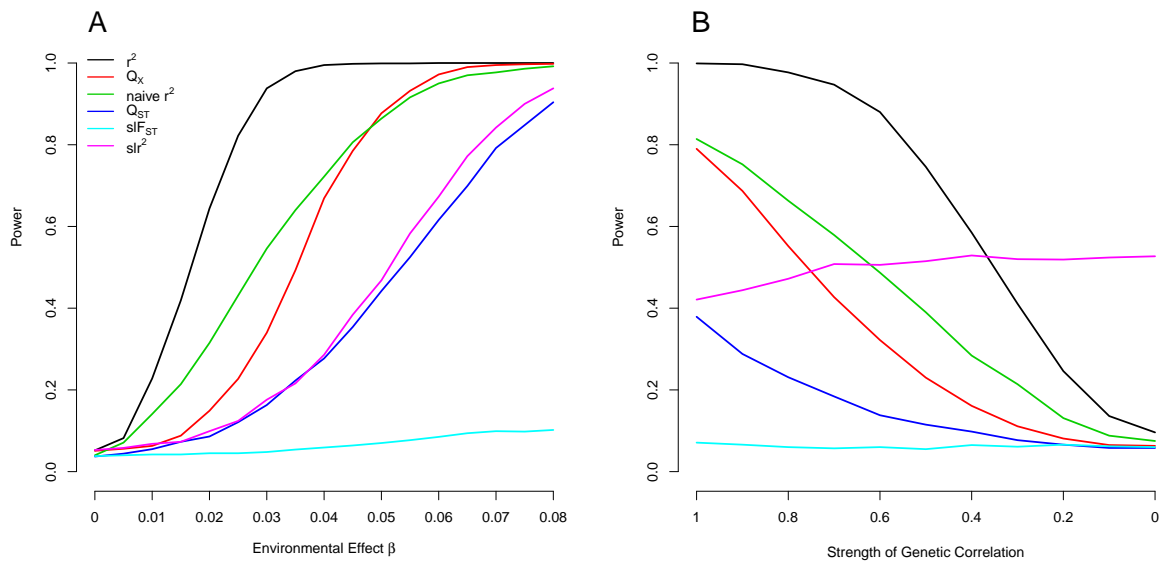 A
r²
Q_X
naive r²
Q_ST
slF_ST
slr²
Power
0.0
0.2
0.4
0.6
0.8
1.0
0
0.01
0.02
0.03
0.04
0.05
0.06
0.07
0.08
Environmental Effect β
B
Power
0.0
0.2
0.4
0.6
0.8
1.0
1
0.8
0.6
0.4
0.2
0
Strength of Genetic Correlation